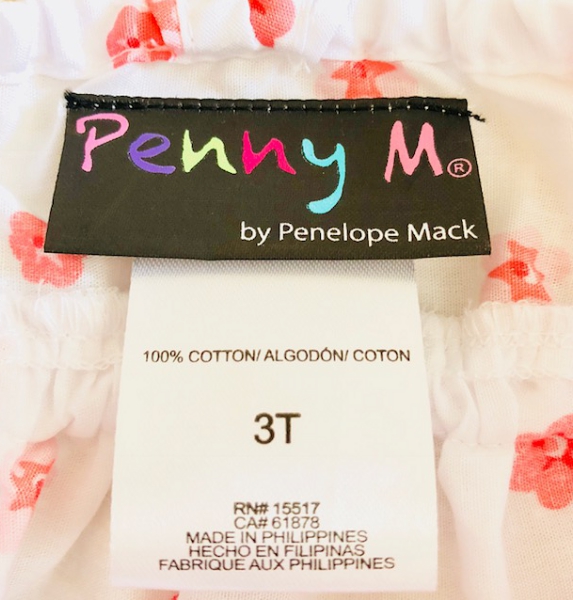 Penny M®
by Penelope Mack
100% COTTON/ ALGODÓN/ COTON
3T
RN# 15517
CA# 61878
MADE IN PHILIPPINES
HECHO EN FILIPINAS
FABRIQUE AUX PHILIPPINES